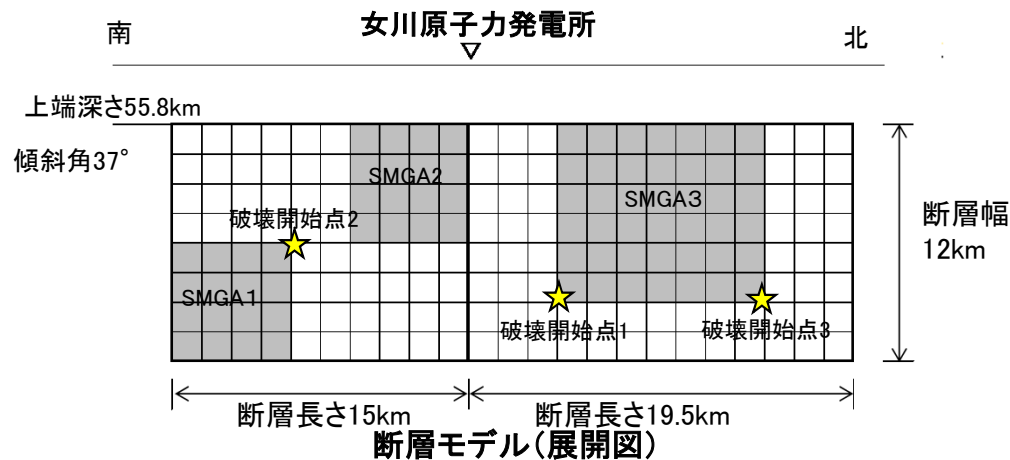 女川原子力発電所
南
北
上端深さ55.8km
傾斜角37°
SMGA2
SMGA3
破壊開始点2
断層幅
12km
SMGA1
破壊開始点1
破壊開始点3
断層長さ15km
断層長さ19.5km
断層モデル(展開図)